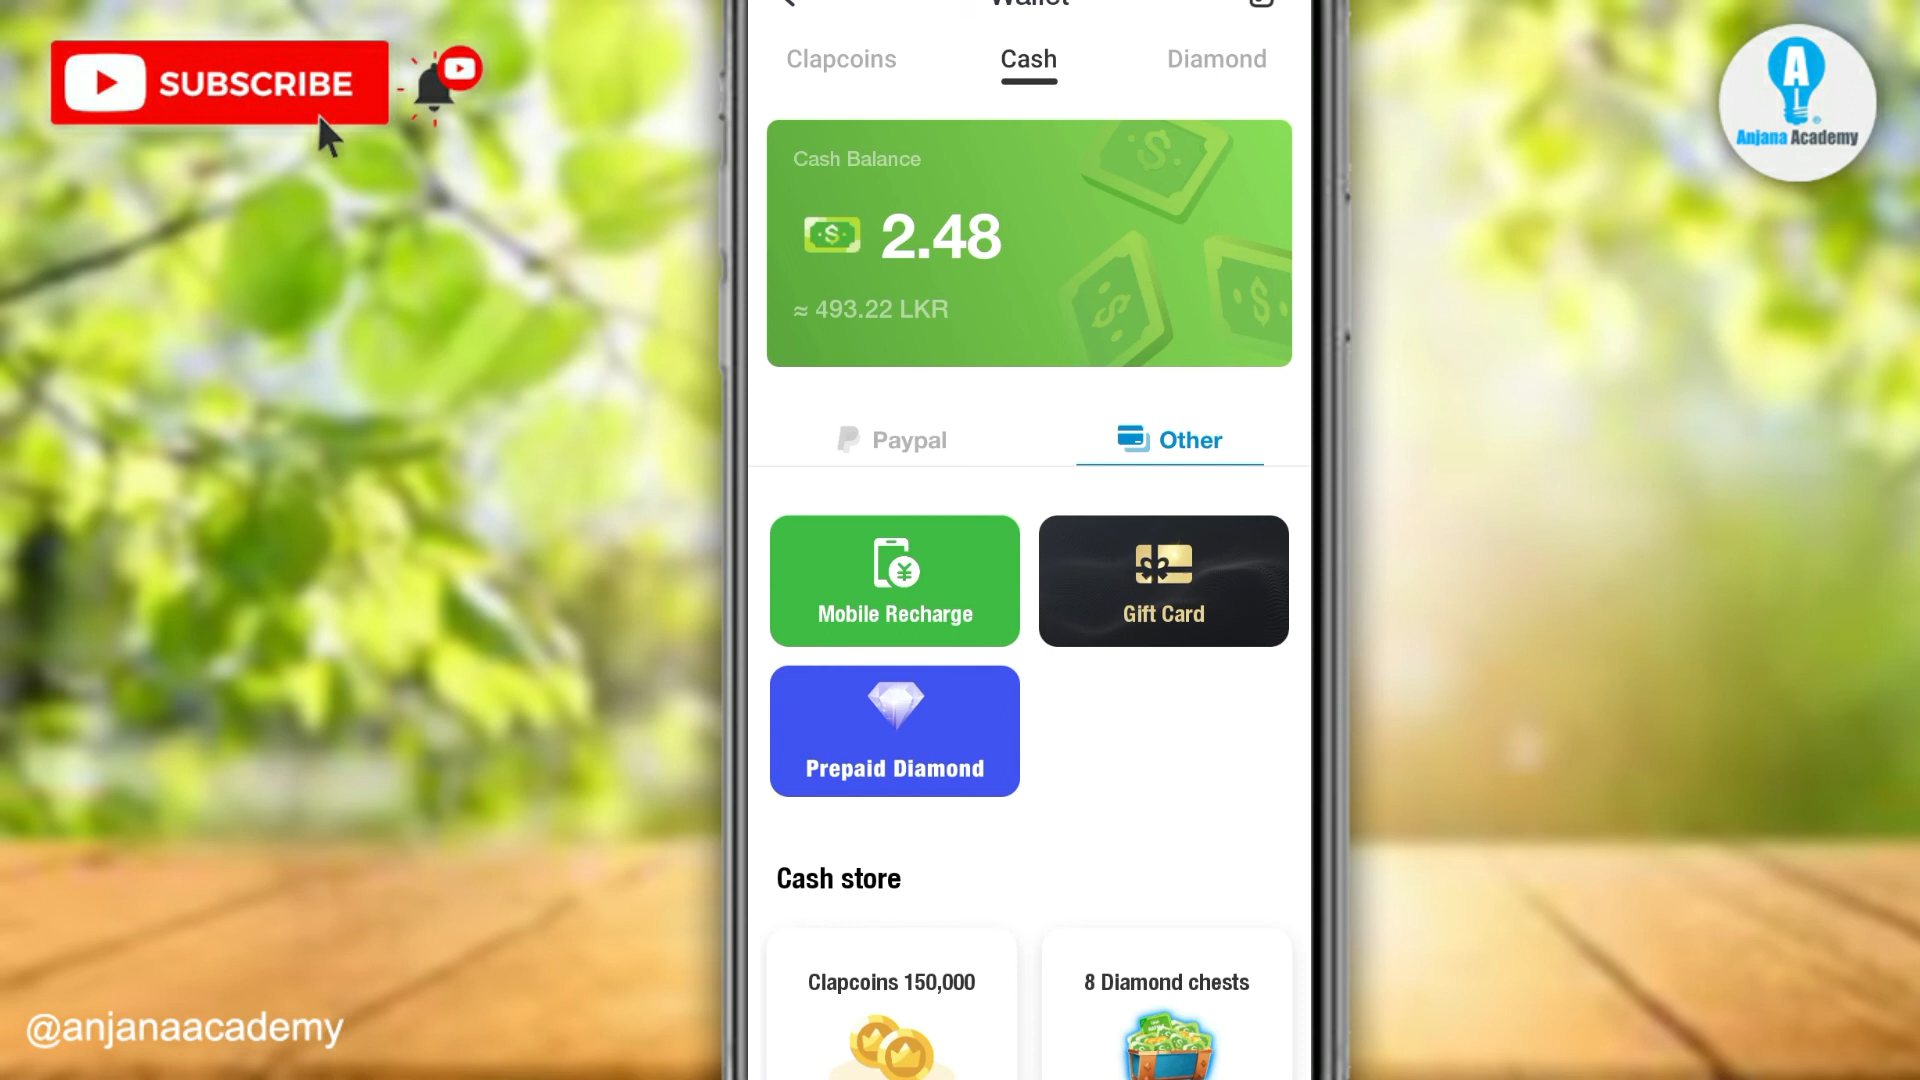 SUBSCRIBE
Wallet
Clapcoins
Cash
Diamond
Cash Balance
2.48
≈ 493.22 LKR
Paypal
Other
Mobile Recharge
Gift Card
Prepaid Diamond
Cash store
Clapcoins 150,000
8 Diamond chests
A
Anjana Academy
@anjanaacademy